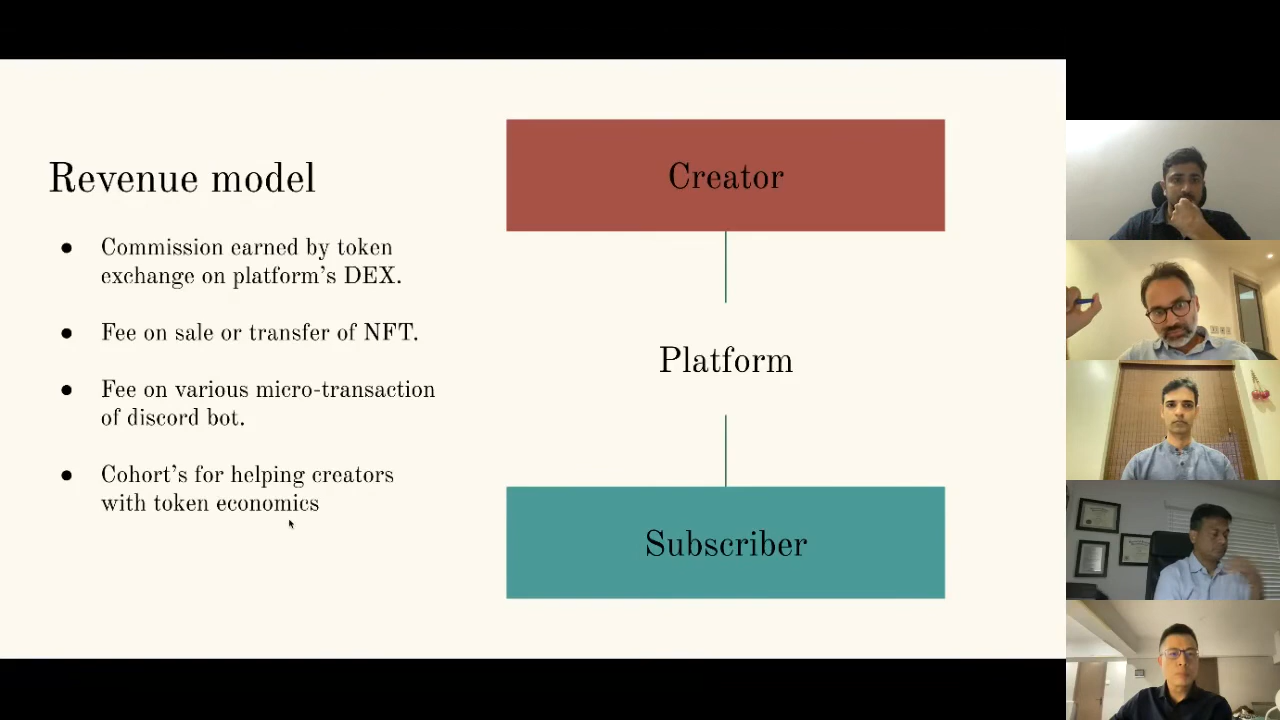 Revenue model
● Commission earned by token
exchange on platform's DEX.
● Fee on sale or transfer of NFT.
● Fee on various micro-transaction
of discord bot.
● Cohort's for helping creators
with token economics
Creator
Platform
Subscriber